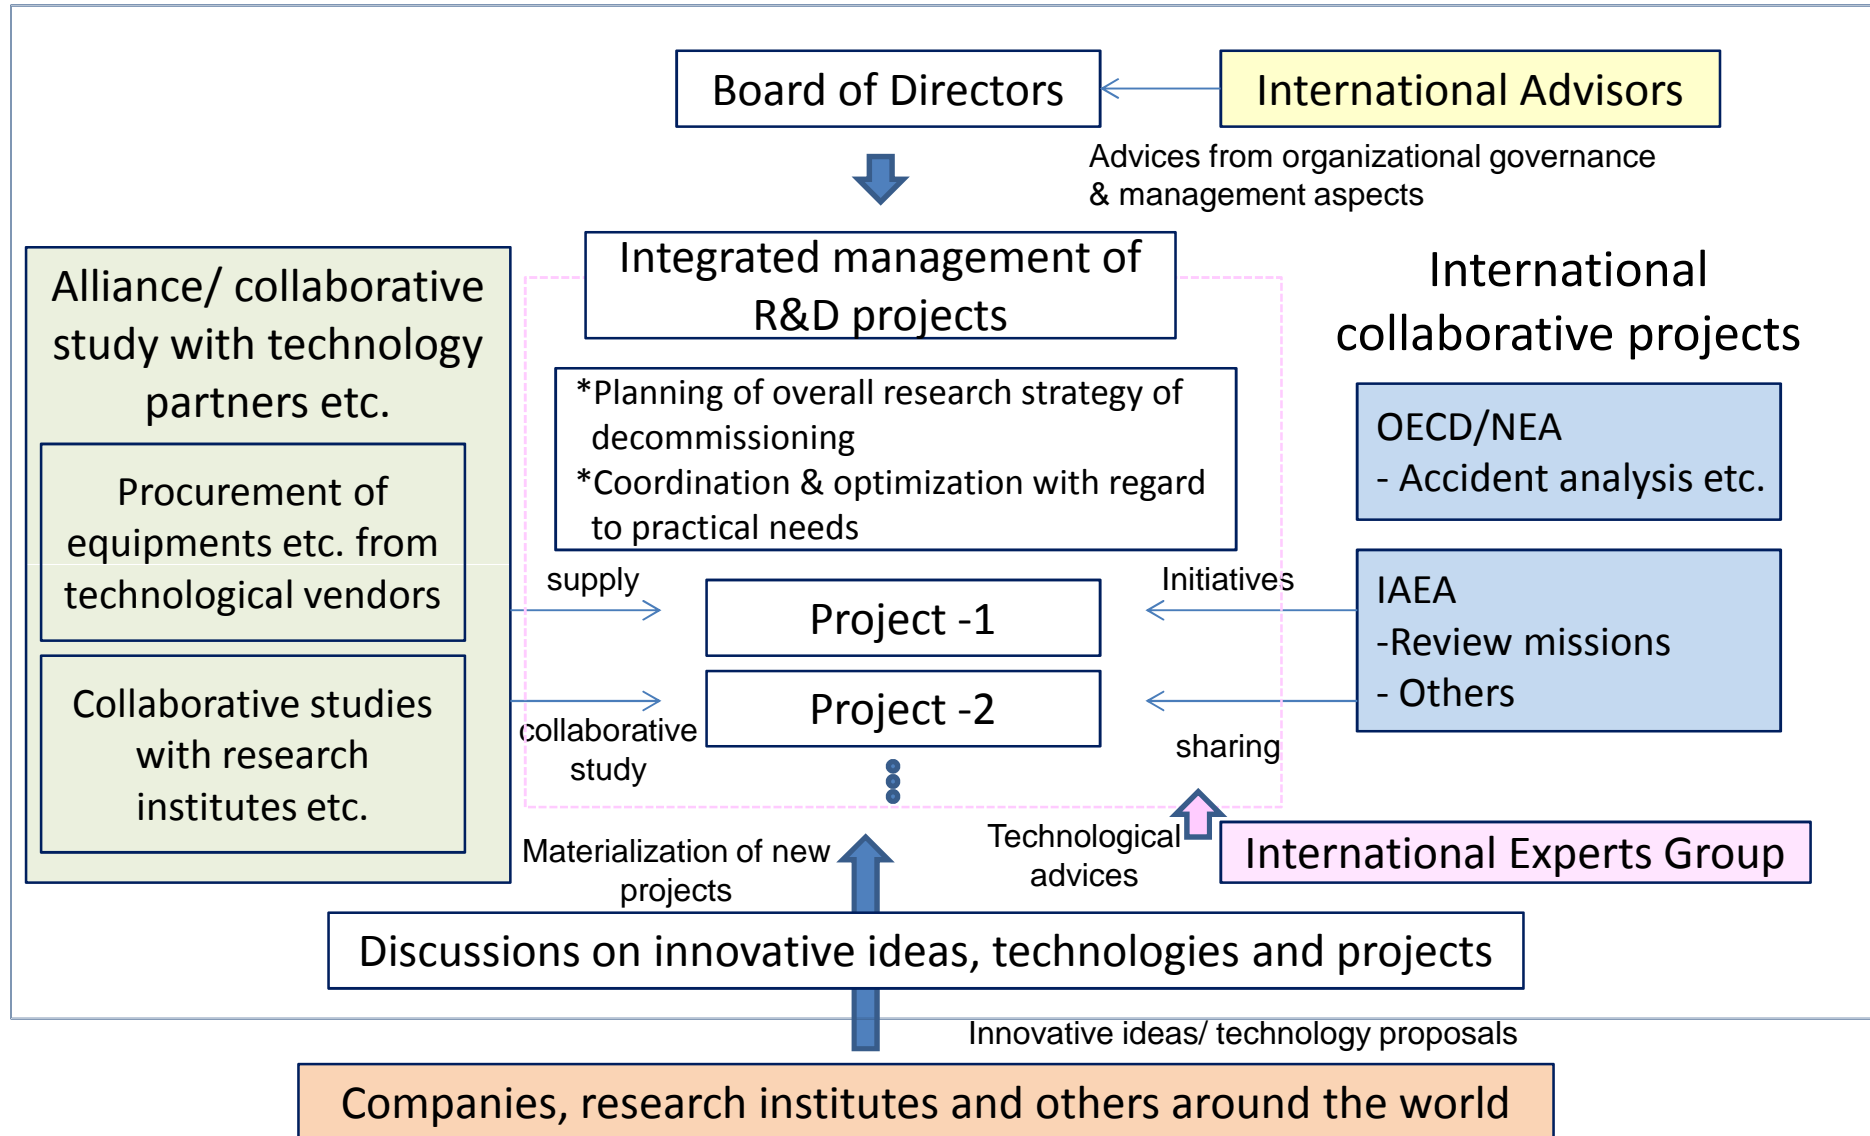 Board of Directors
International Advisors
Advices from organizational governance
& management aspects
Integrated management of
R&D projects
Alliance/ collaborative
study with technology
partners etc.
Procurement of
equipments etc. from
technological vendors
Collaborative studies
with research
institutes etc.
*Planning of overall research strategy of
decommissioning
*Coordination & optimization with regard
to practical needs
International
collaborative projects
OECD/NEA
- Accident analysis etc.
IAEA
-Review missions
- Others
supply
Project -1
Initiatives
collaborative
study
Project -2
sharing
Materialization of new
projects
Technological
advices
International Experts Group
Discussions on innovative ideas, technologies and projects
Innovative ideas/ technology proposals
Companies, research institutes and others around the world